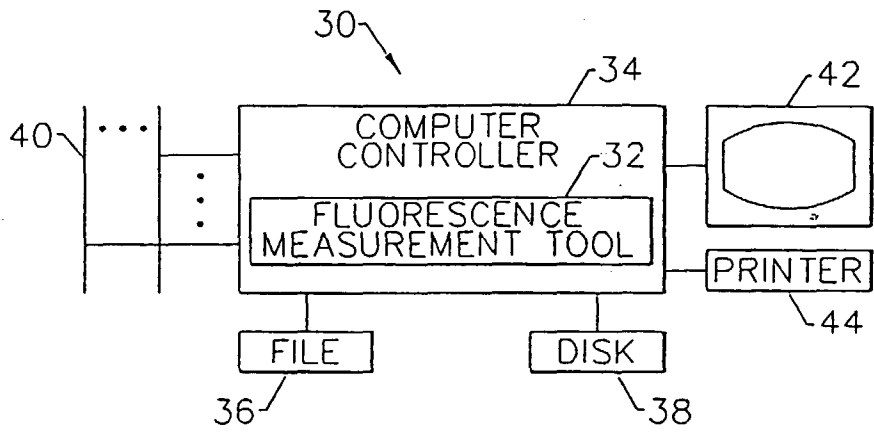 30
34
42
40
COMPUTER
CONTROLLER
32
FLUORESCENCE
MEASUREMENT TOOL
PRINTER
44
FILE
DISK
36
38